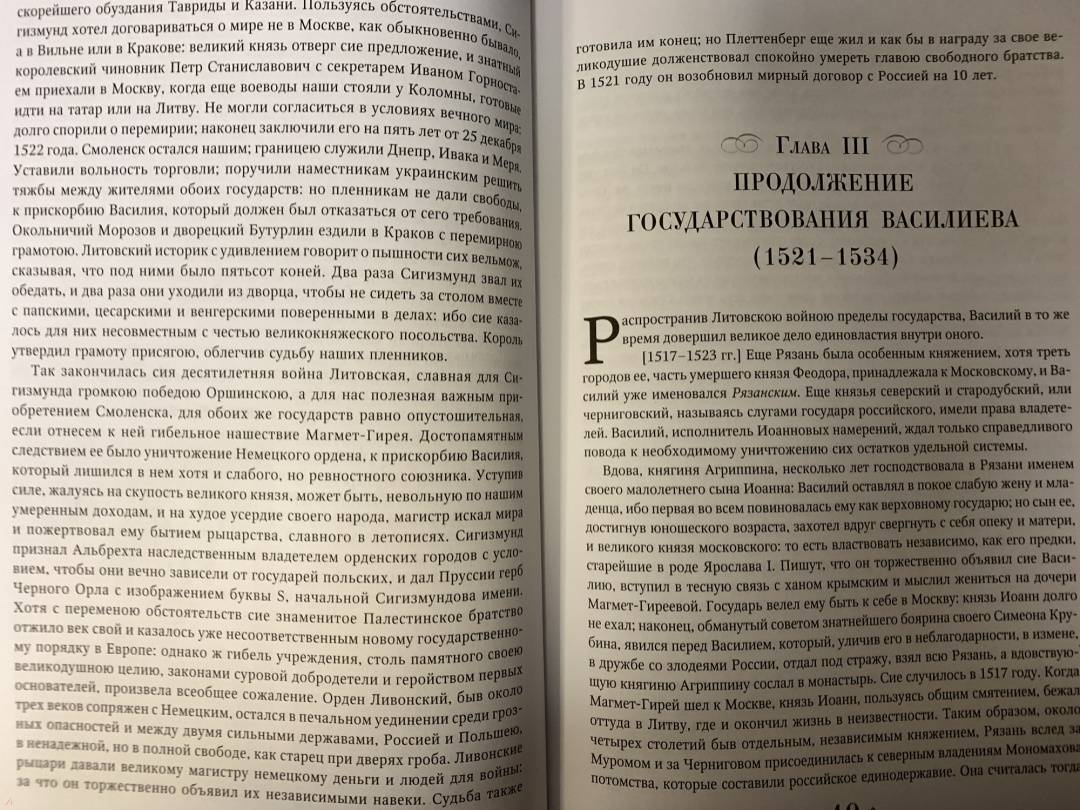 скорейшего обуздания Тавриды и Казани. Пользуясь обстоятельствами, Си-
гизмунд хотел договариваться о мире не в Москве, как обыкновенно бывало,
а в Вильне или в Кракове: великий князь отверг сие предложение, и знатный
королевский чиновник Петр Станиславович с секретарем Иваном Горноста-
ем приехали в Москву, когда еще воеводы наши стояли у Коломны, готовые
идти на татар или на Литву. Не могли согласиться в условиях вечного мира:
долго спорили о перемирии; наконец заключили его на пять лет от 25 декабря
1522 года. Смоленск остался нашим; границею служили Днепр, Ивака и Меря.
Уставили вольность торговли; поручили наместникам украинским решить
тяжбы между жителями обоих государств: но пленникам не дали свободы,
к прискорбию Василия, который должен был отказаться от сего требования.
Окольничий Морозов и дворецкий Бутурлин ездили в Краков с перемирною
грамотою. Литовский историк с удивлением говорит о пышности сих вельмож,
сказывая, что под ними было пятьсот коней. Два раза Сигизмунд звал их
обедать, и два раза они уходили из дворца, чтобы не сидеть за столом вместе
с папскими, цесарскими и венгерскими поверенными в делах: ибо сие каза-
лось для них несовместным с честью великокняжеского посольства. Король
утвердил грамоту присягою, облегчив судьбу наших пленников.
Так закончилась сия десятилетняя война Литовская, славная для Си-
гизмунда громкою победою Оршинскою, а для нас полезная важным при-
обретением Смоленска, для обоих же государств равно опустошительная,
если отнесем к ней гибельное нашествие Магмет-Гирея. Достопамятным
следствием ее было уничтожение Немецкого ордена, к прискорбию Василия,
который лишился в нем хотя и слабого, но ревностного союзника. Уступив
силе, жалуясь на скупость великого князя, может быть, невольную по нашим
умеренным доходам, и на худое усердие своего народа, магистр искал мира
и пожертвовал ему бытием рыцарства, славного в летописях. Сигизмунд
признал Альбрехта наследственным владетелем орденских городов с усло-
вием, чтобы они вечно зависели от государей польских, и дал Пруссии герб
Черного Орла с изображением буквы S, начальной Сигизмундова имени.
Хотя с переменою обстоятельств сие знаменитое Палестинское братство
отжило век свой и казалось уже несоответственным новому государственно-
му порядку в Европе: однако ж гибель учреждения, столь памятного своею
великодушною целию, законами суровой добродетели и геройством первых
основателей, произвела всеобщее сожаление. Орден Ливонский, быв около
трех веков сопряжен с Немецким, остался в печальном уединении среди гроз-
ных опасностей и между двумя сильными державами, Россией и Польшею,
в ненадежной, но в полной свободе, как старец при дверях гроба. Ливонские
рыцари давали великому магистру немецкому деньги и людей для войны:
за что он торжественно объявил их независимыми навеки. Судьба также
готовила им конец; но Плеттенберг еще жил и как бы в награду за свое ве-
ликодушие долженствовал спокойно умереть главою свободного братства.
В 1521 году он возобновил мирный договор с Россией на 10 лет.
Глава III
ПРОДОЛЖЕНИЕ
ГОСУДАРСТВОВАНИЯ ВАСИЛИЕВА
(1521–1534)
Распространив Литовскою войною пределы государства, Василий в то же
время довершил великое дело единовластия внутри оного.
[1517–1523 гг.] Еще Рязань была особенным княжением, хотя треть
городов ее, часть умершего князя Феодора, принадлежала к Московскому, и Ва-
силий уже именовался Рязанским. Еще князья северский и стародубский, или
черниговский, называясь слугами государя российского, имели права владете-
лей. Василий, исполнитель Иоанновых намерений, ждал только справедливого
повода к необходимому уничтожению сих остатков удельной системы.
Вдова, княгиня Агриппина, несколько лет господствовала в Рязани именем
своего малолетнего сына Иоанна: Василий оставлял в покое слабую жену и мла-
денца, ибо первая во всем повиновалась ему как верховному государю; но сын ее,
достигнув юношеского возраста, захотел вдруг свергнуть с себя опеку и матери,
и великого князя московского: то есть властвовать независимо, как его предки,
старейшие в роде Ярослава I. Пишут, что он торжественно объявил сие Васи-
лию, вступил в тесную связь с ханом крымским и мыслил жениться на дочери
Магмет-Гиреевой. Государь велел ему быть к себе в Москву: князь Иоанн долго
не ехал; наконец, обманутый советом знатнейшего боярина своего Симеона Кру-
бина, явился перед Василием, который, уличив его в неблагодарности, в измене,
в дружбе со злодеями России, отдал под стражу, взял всю Рязань, а вдовствую-
щую княгиню Агриппину сослал в монастырь. Сие случилось в 1517 году. Когда
Магмет-Гирей шел к Москве, князь Иоанн, пользуясь общим смятением, бежал
оттуда в Литву, где и окончил жизнь в неизвестности. Таким образом, около
четырех столетий быв отдельным, независимым княжением, Рязань вслед за
Муромом и за Черниговом присоединилась к северным владениям Мономахова
потомства, которые составили российское единодержавие. Она считалась тогда